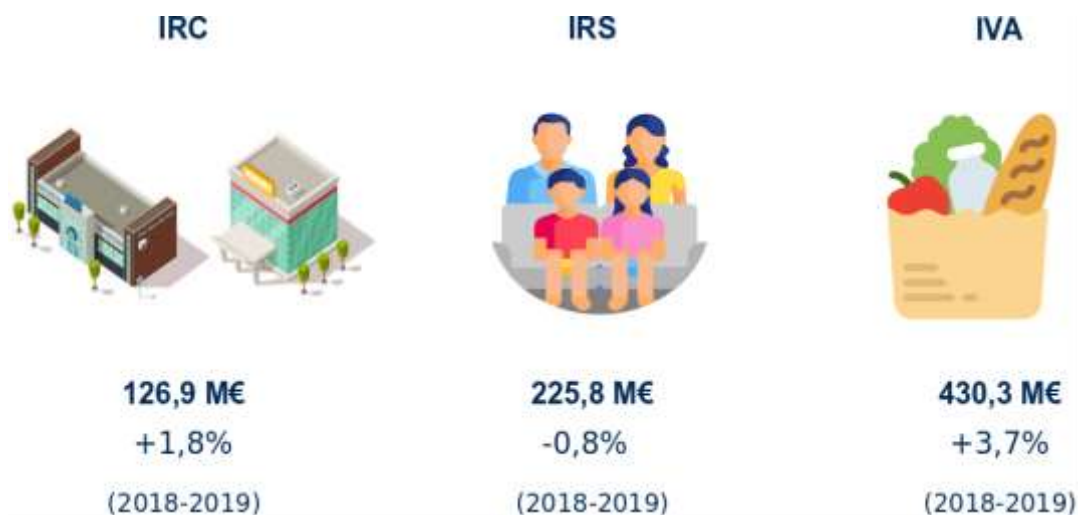 IRC
IRS
IVA
126,9 M€
225,8 M€
430,3 M€
+1,8%
-0,8%
+3,7%
(2018-2019)
(2018-2019)
(2018-2019)